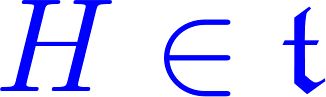 H ∈ 𝔱